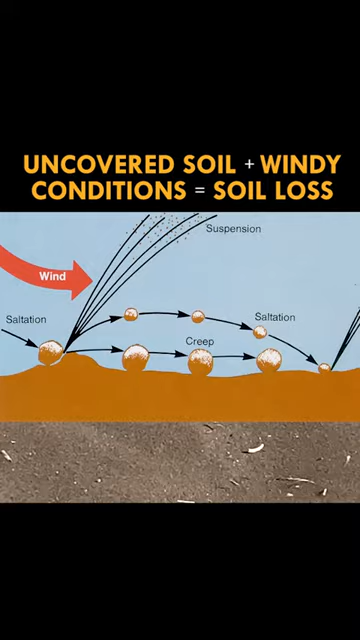 UNCOVERED SOIL + WINDY
CONDITIONS = SOIL LOSS
Suspension
Wind
Saltation
Saltation
Creep